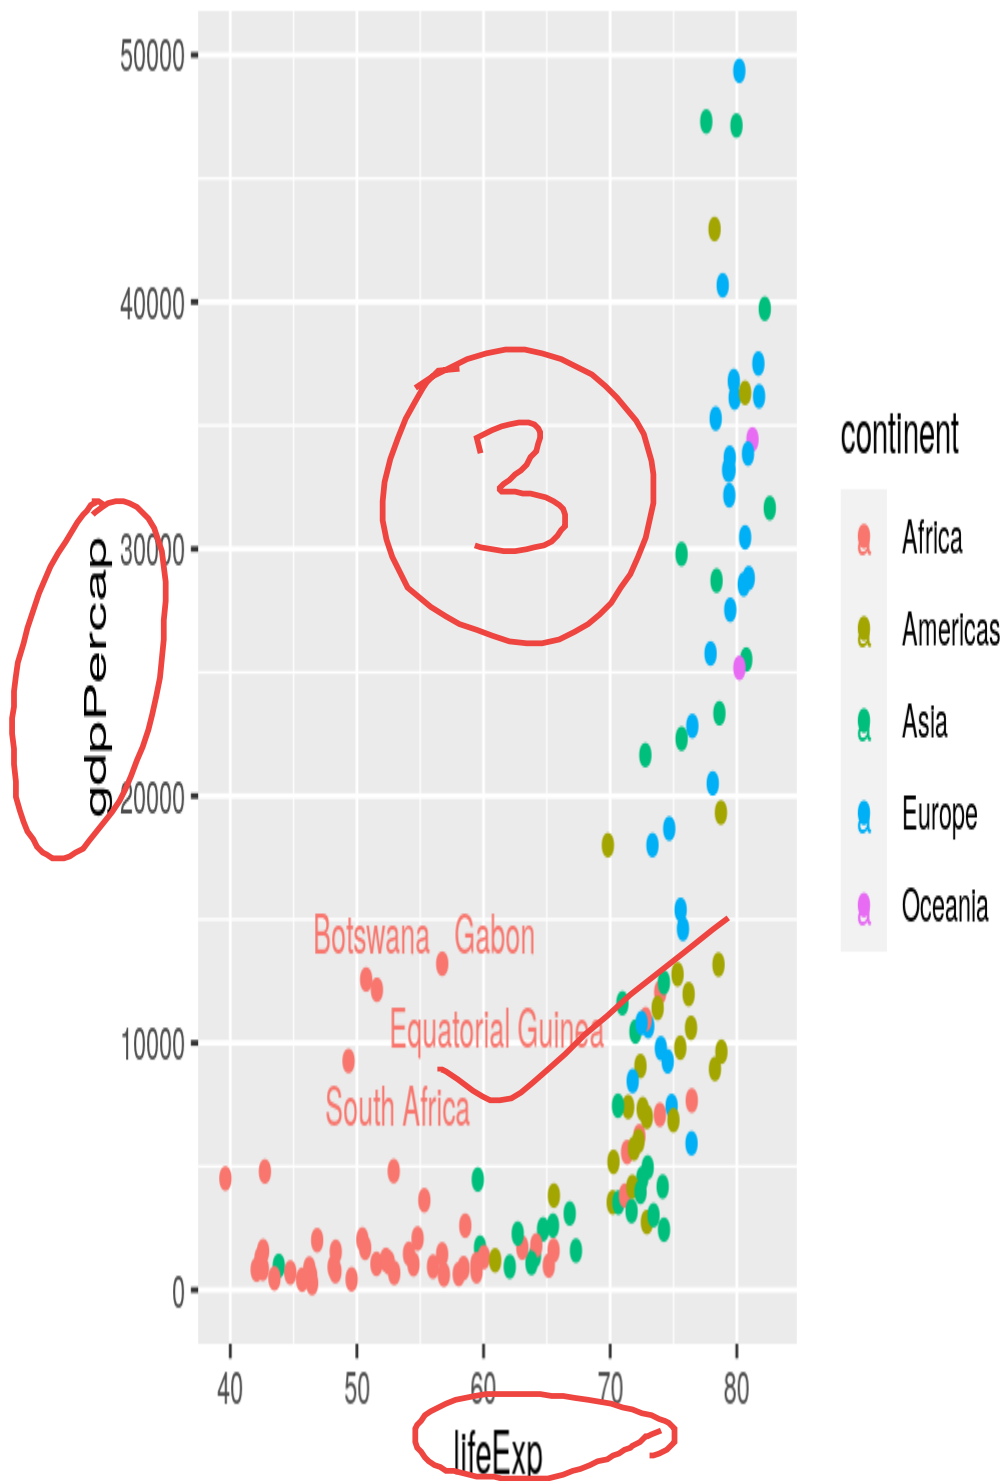 50000
40000
3
continent
gdpPercap
30000
Africa
Americas
Asia
20000
Europe
Oceania
Botswana Gabon
Equatorial Guinea
10000
South Africa
0
40 50 60 70 80
lifeExp